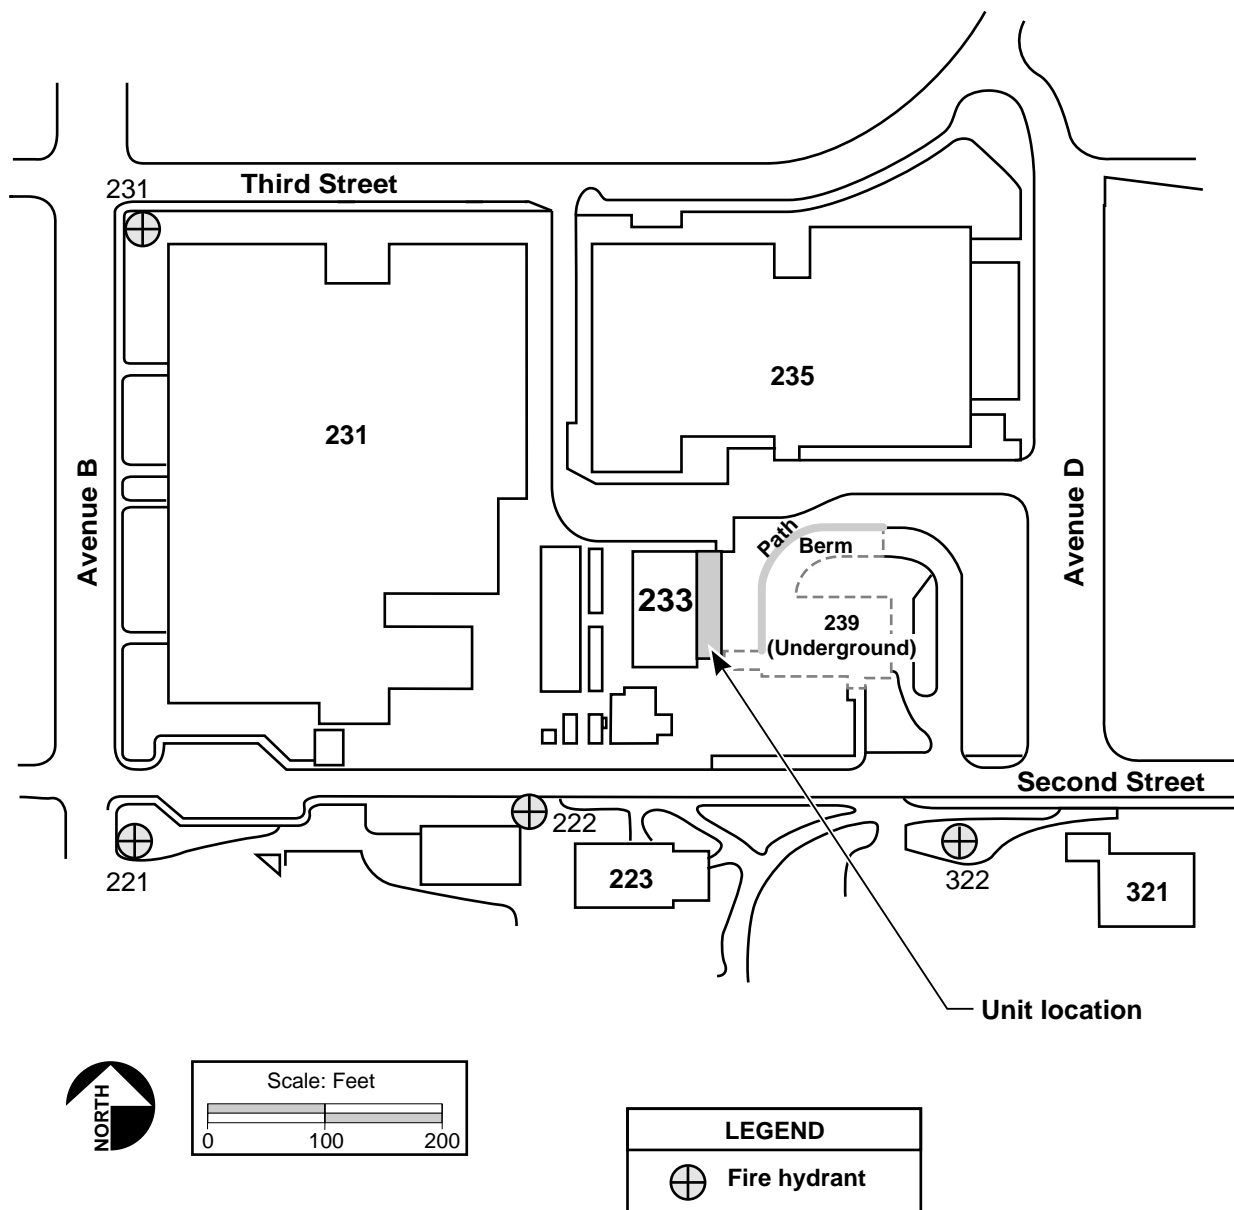 Third Street
231
235
231
Avenue B
Avenue D
Path
Berm
233
239
(Underground)
Second Street
222
221
223
322
321
Unit location
NORTH
Scale: Feet
0 100 200
LEGEND
Fire hydrant